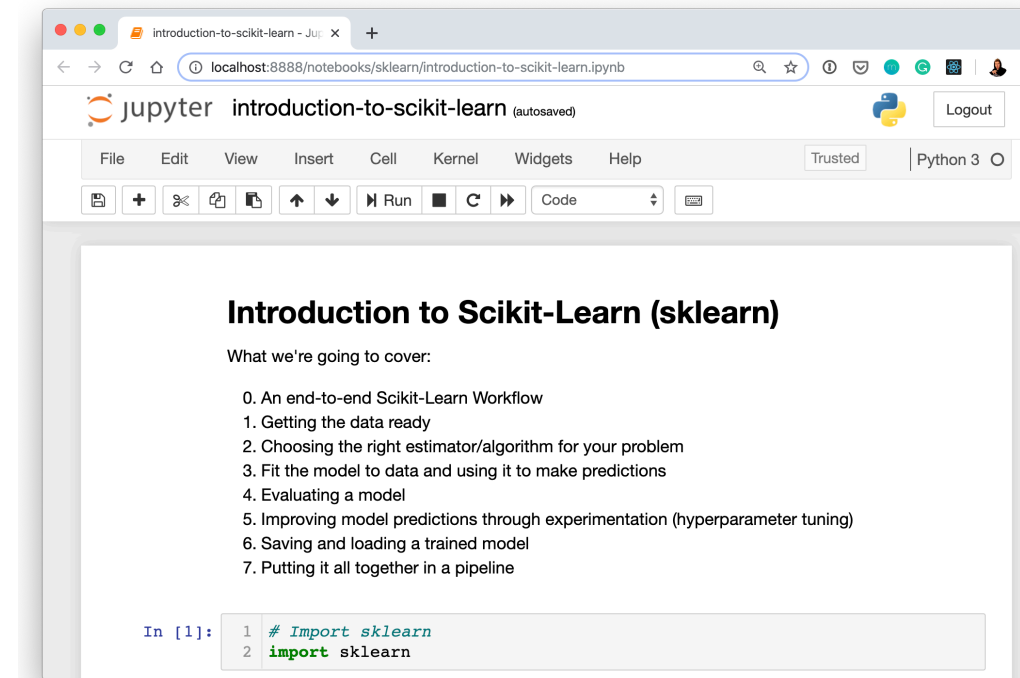 introduction-to-scikit-learn - Jup
localhost:8888/notebooks/sklearn/introduction-to-scikit-learn.ipynb
jupyter introduction-to-scikit-learn (autosaved) Logout
File Edit View Insert Cell Kernel Widgets Help Trusted Python 3
Run Code
Introduction to Scikit-Learn (sklearn)
What we're going to cover:
0. An end-to-end Scikit-Learn Workflow
1. Getting the data ready
2. Choosing the right estimator/algorithm for your problem
3. Fit the model to data and using it to make predictions
4. Evaluating a model
5. Improving model predictions through experimentation (hyperparameter tuning)
6. Saving and loading a trained model
7. Putting it all together in a pipeline
In [1]: 1 # Import sklearn
2 import sklearn